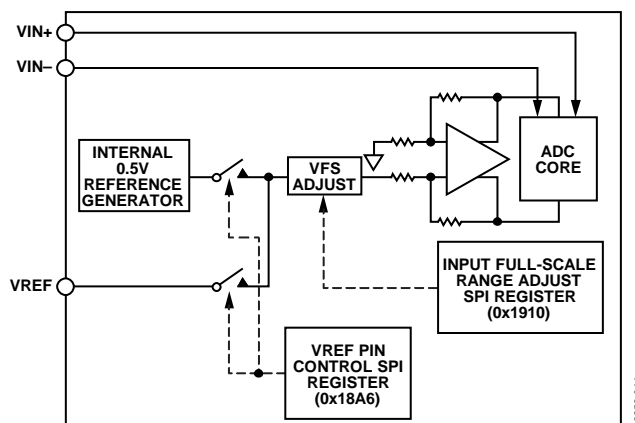 VIN+
VIN–
INTERNAL
0.5V
REFERENCE
GENERATOR
VFS
ADJUST
ADC
CORE
VREF
INPUT FULL-SCALE
RANGE ADJUST
SPI REGISTER
(0x1910)
VREF PIN
CONTROL SPI
REGISTER
(0x18A6)